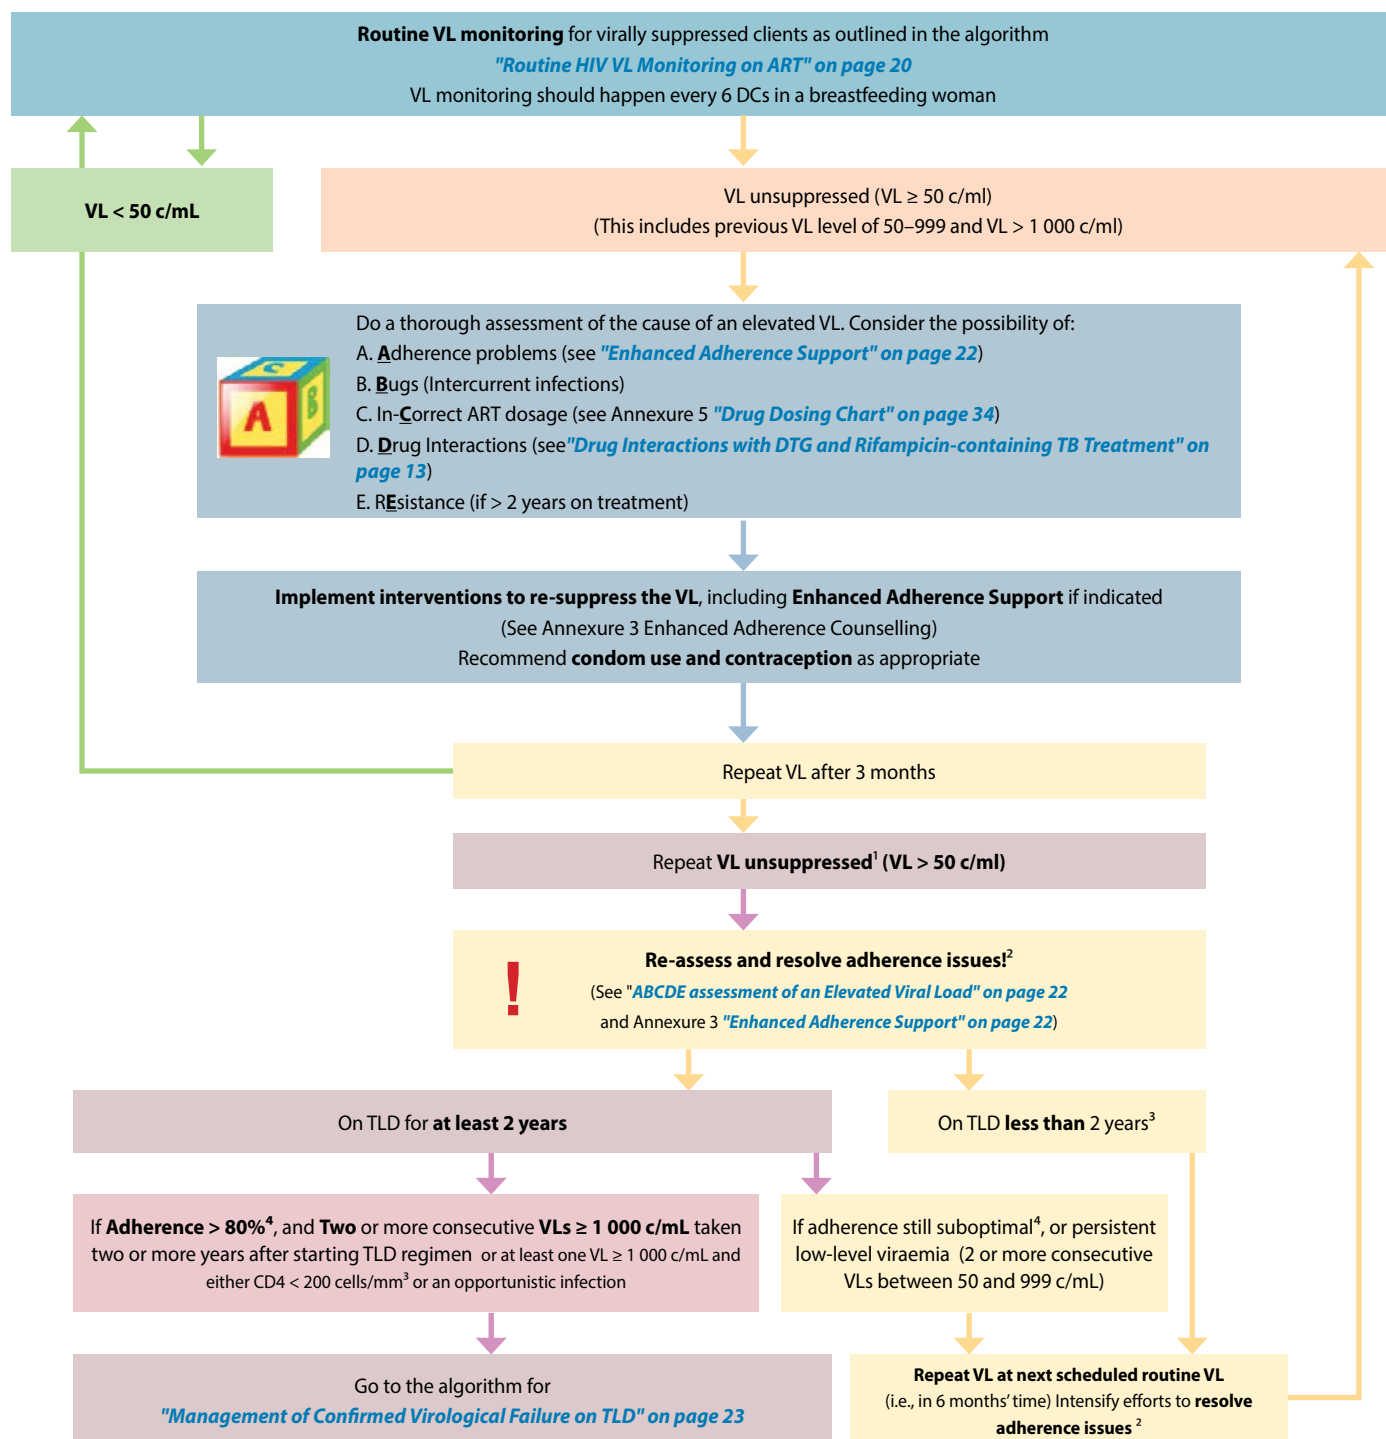 Routine VL monitoring for virally suppressed clients as outlined in the algorithm
"Routine HIV VL Monitoring on ART" on page 20
VL monitoring should happen every 6 DCs in a breastfeeding woman
VL < 50 c/mL
VL unsuppressed (VL ≥ 50 c/ml)
(This includes previous VL level of 50–999 and VL > 1 000 c/ml)
C
A
B
Do a thorough assessment of the cause of an elevated VL. Consider the possibility of:
A. Adherence problems (see "Enhanced Adherence Support" on page 22)
B. Bugs (Intercurrent infections)
C. In-Correct ART dosage (see Annexure 5 "Drug Dosing Chart" on page 34)
D. Drug Interactions (see"Drug Interactions with DTG and Rifampicin-containing TB Treatment" on
page 13)
E. REsistance (if > 2 years on treatment)
Implement interventions to re-suppress the VL, including Enhanced Adherence Support if indicated
(See Annexure 3 Enhanced Adherence Counselling)
Recommend condom use and contraception as appropriate
Repeat VL after 3 months
Repeat VL unsuppressed¹ (VL > 50 c/ml)
!
Re-assess and resolve adherence issues!²
(See "ABCDE assessment of an Elevated Viral Load" on page 22
and Annexure 3 "Enhanced Adherence Support" on page 22)
On TLD for at least 2 years
On TLD less than 2 years³
If Adherence > 80%⁴, and Two or more consecutive VLs ≥ 1 000 c/mL taken
two or more years after starting TLD regimen or at least one VL ≥ 1 000 c/mL and
either CD4 < 200 cells/mm³ or an opportunistic infection
If adherence still suboptimal⁴, or persistent
low-level viraemia (2 or more consecutive
VLs between 50 and 999 c/mL)
Go to the algorithm for
"Management of Confirmed Virological Failure on TLD" on page 23
Repeat VL at next scheduled routine VL
(i.e., in 6 months' time) Intensify efforts to resolve
adherence issues ²